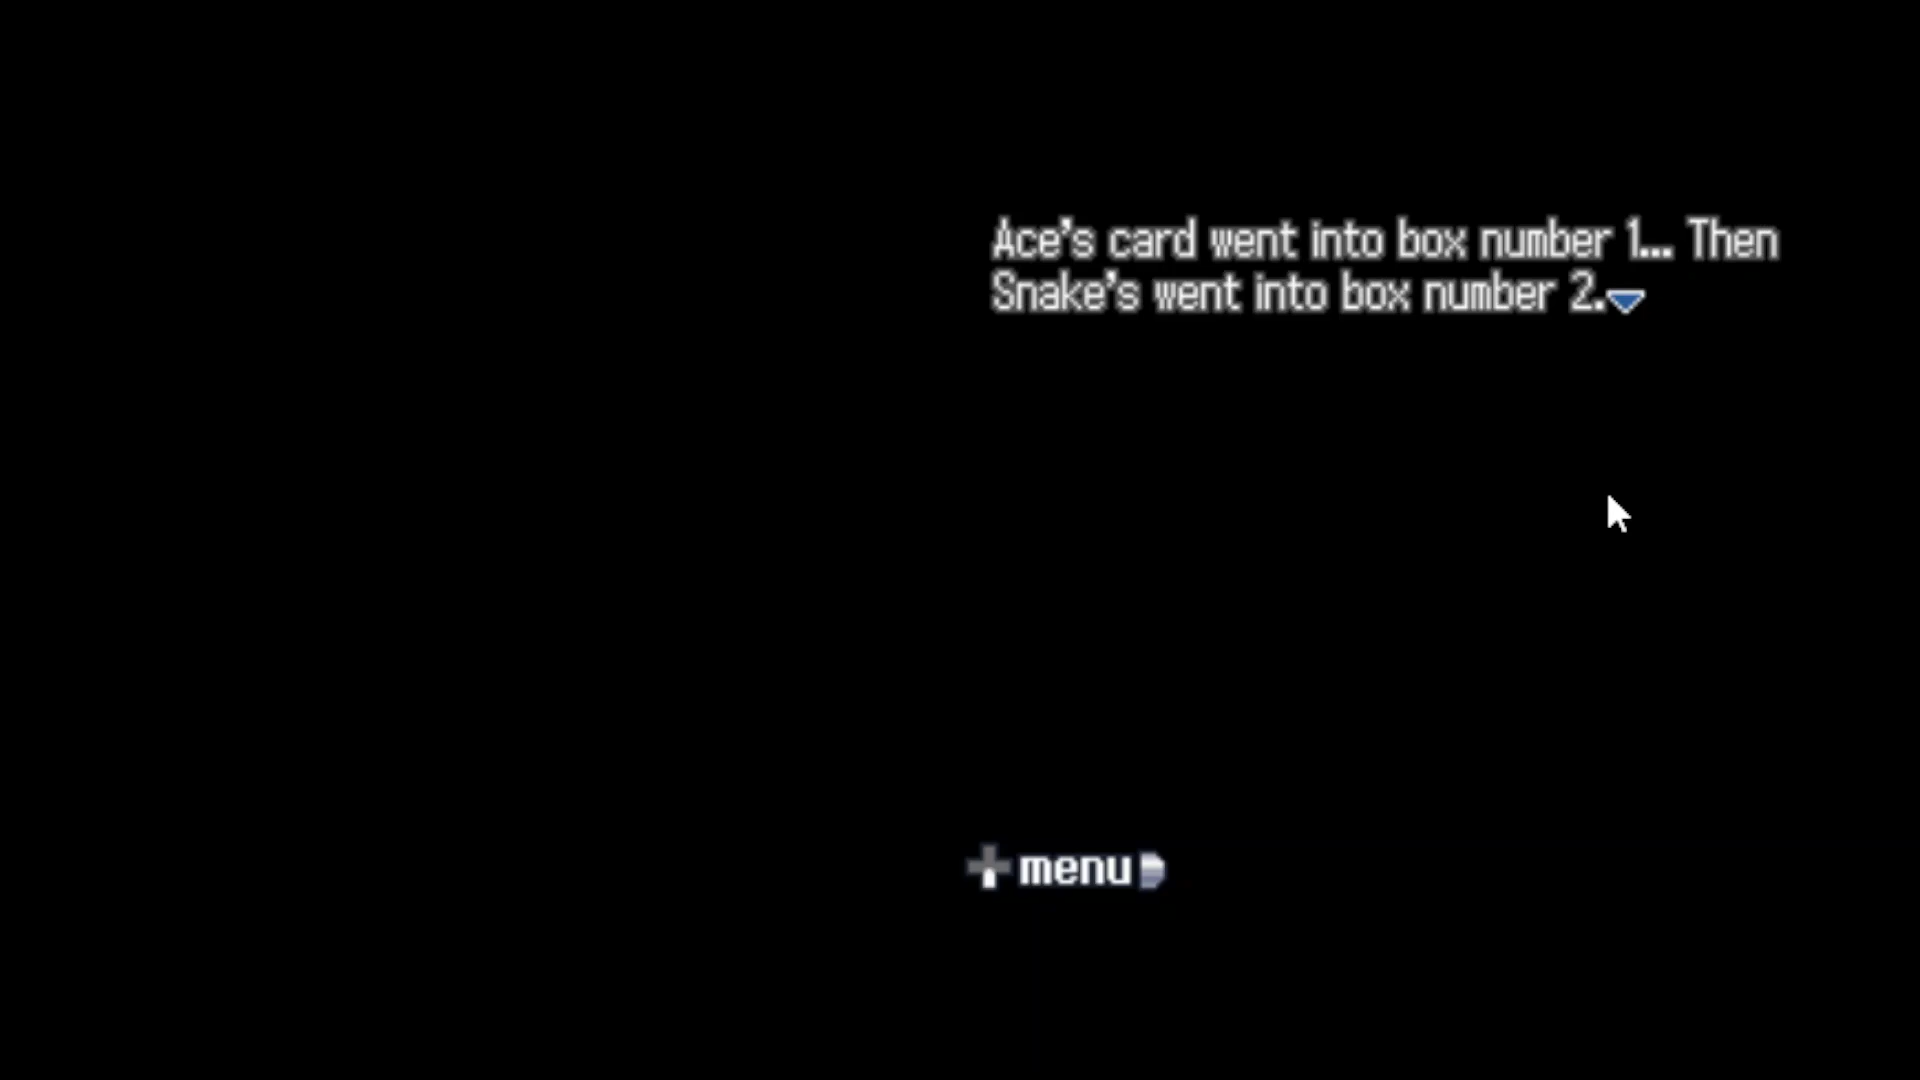 Ace's card went into box number 1... Then
Snake's went into box number 2.
menu